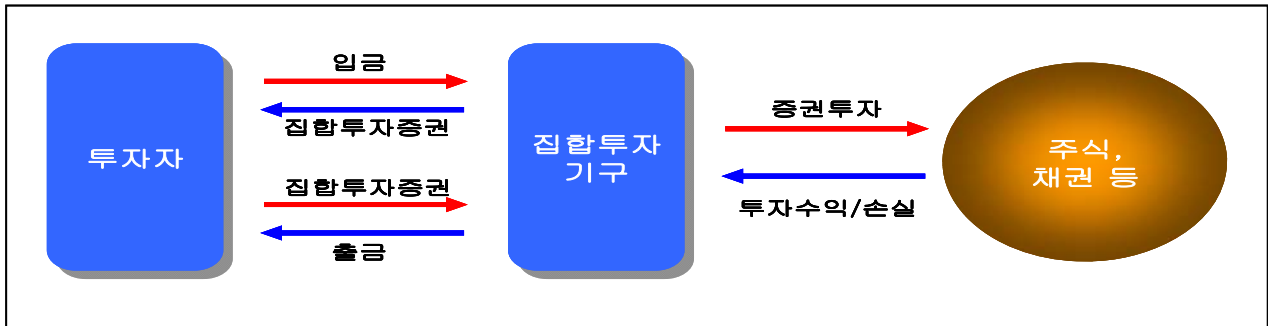 투자자
입금
집합투자증권
집합투자증권
출금
집합투자
기구
증권투자
투자수익/손실
주식,
채권 등